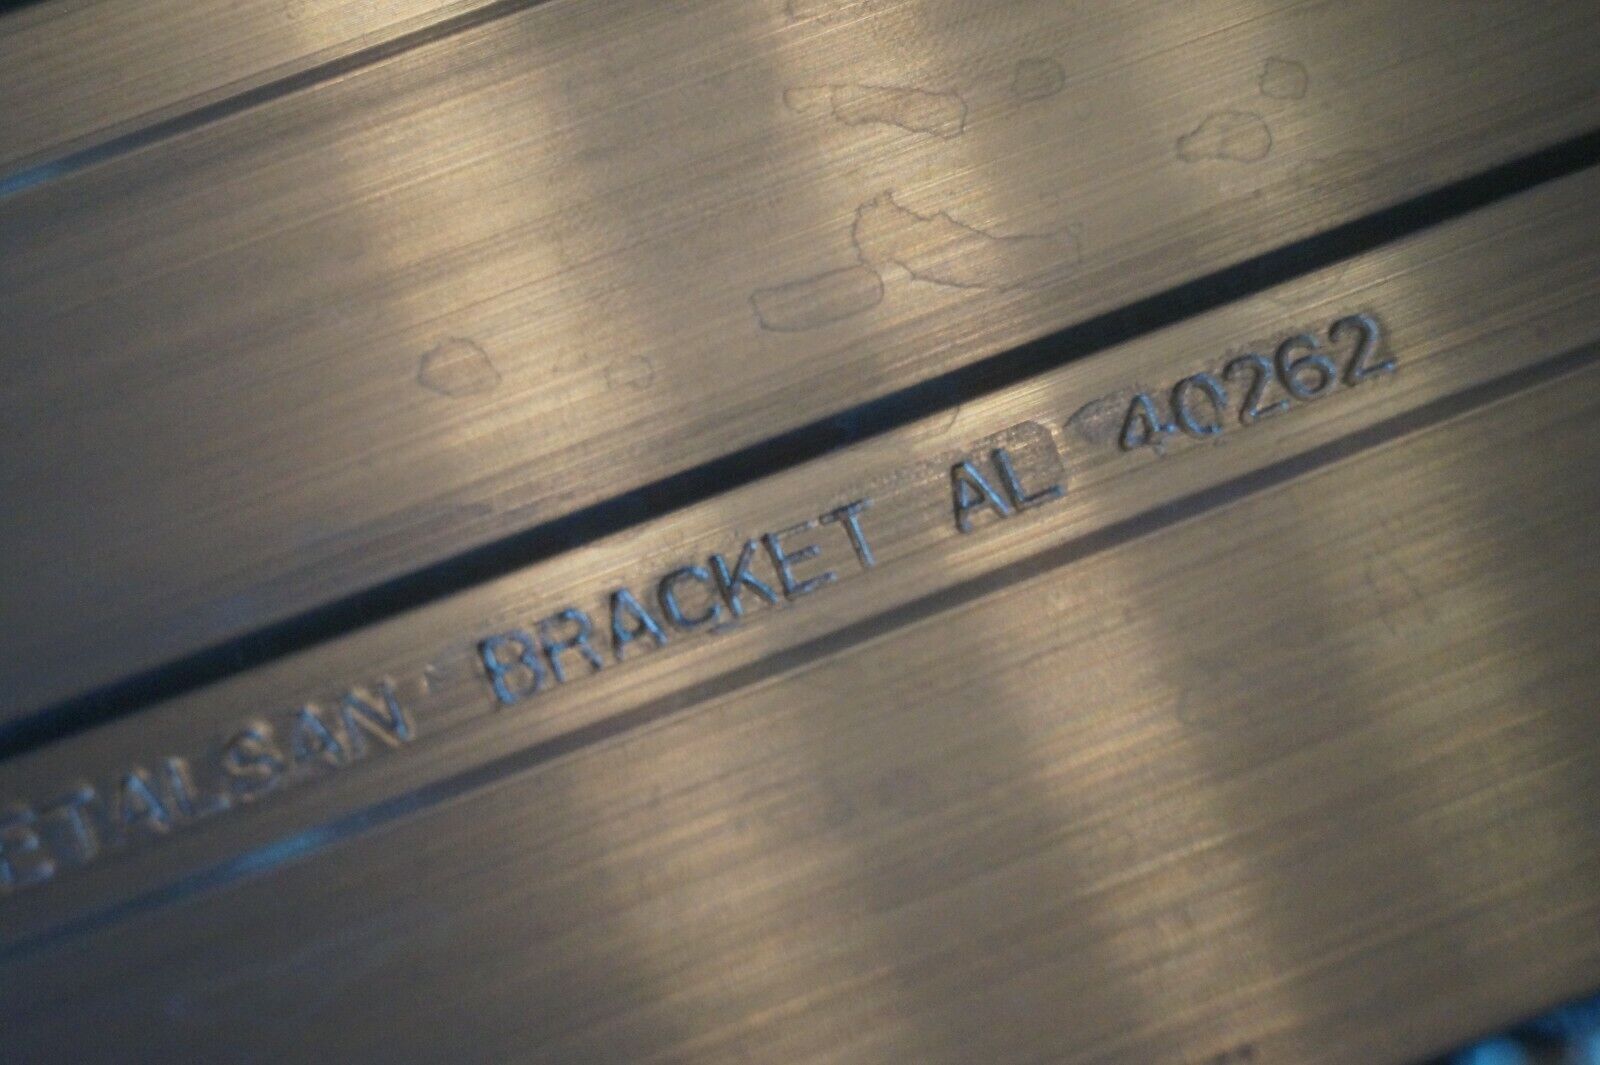 ETALSAN BRACKET AL 40262